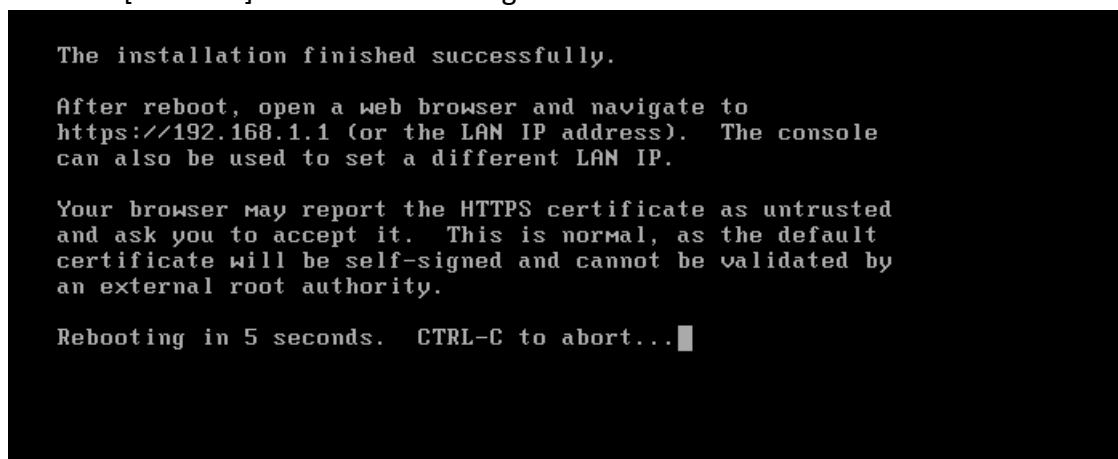 The installation finished successfully.
After reboot, open a web browser and navigate to
https://192.168.1.1 (or the LAN IP address).  The console
can also be used to set a different LAN IP.
Your browser may report the HTTPS certificate as untrusted
and ask you to accept it.  This is normal, as the default
certificate will be self-signed and cannot be validated by
an external root authority.
Rebooting in 5 seconds.  CTRL-C to abort...